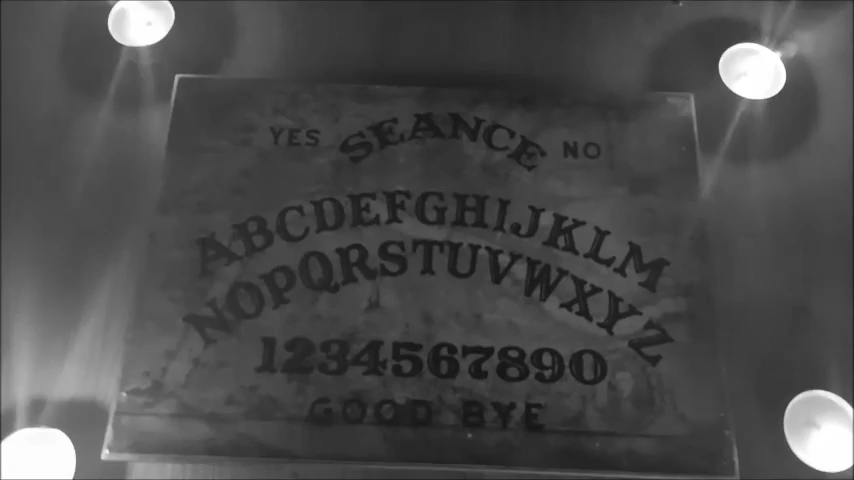 YES SEANCE NO
ABCDEFGHIJKLM
NOPQRSTUVWXYZ
1234567890
GOOD BYE